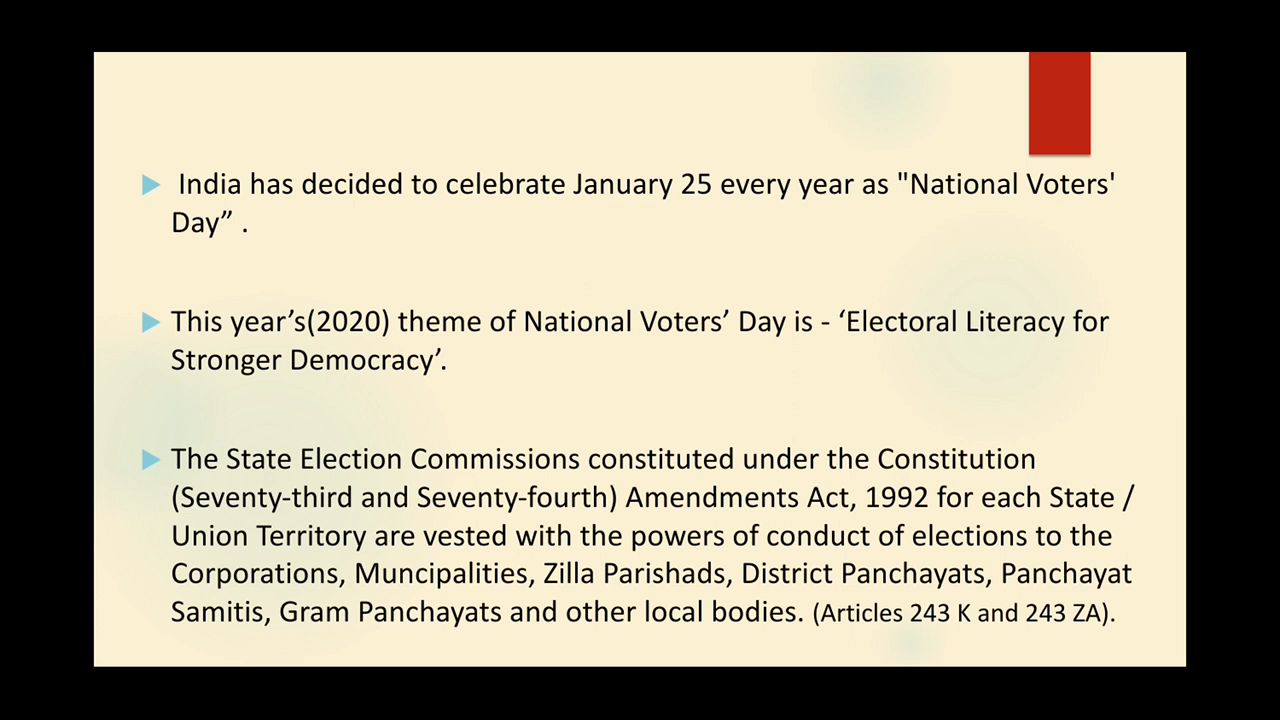 India has decided to celebrate January 25 every year as "National Voters'
Day” .
This year’s(2020) theme of National Voters’ Day is - ‘Electoral Literacy for
Stronger Democracy’.
The State Election Commissions constituted under the Constitution
(Seventy-third and Seventy-fourth) Amendments Act, 1992 for each State /
Union Territory are vested with the powers of conduct of elections to the
Corporations, Muncipalities, Zilla Parishads, District Panchayats, Panchayat
Samitis, Gram Panchayats and other local bodies. (Articles 243 K and 243 ZA).